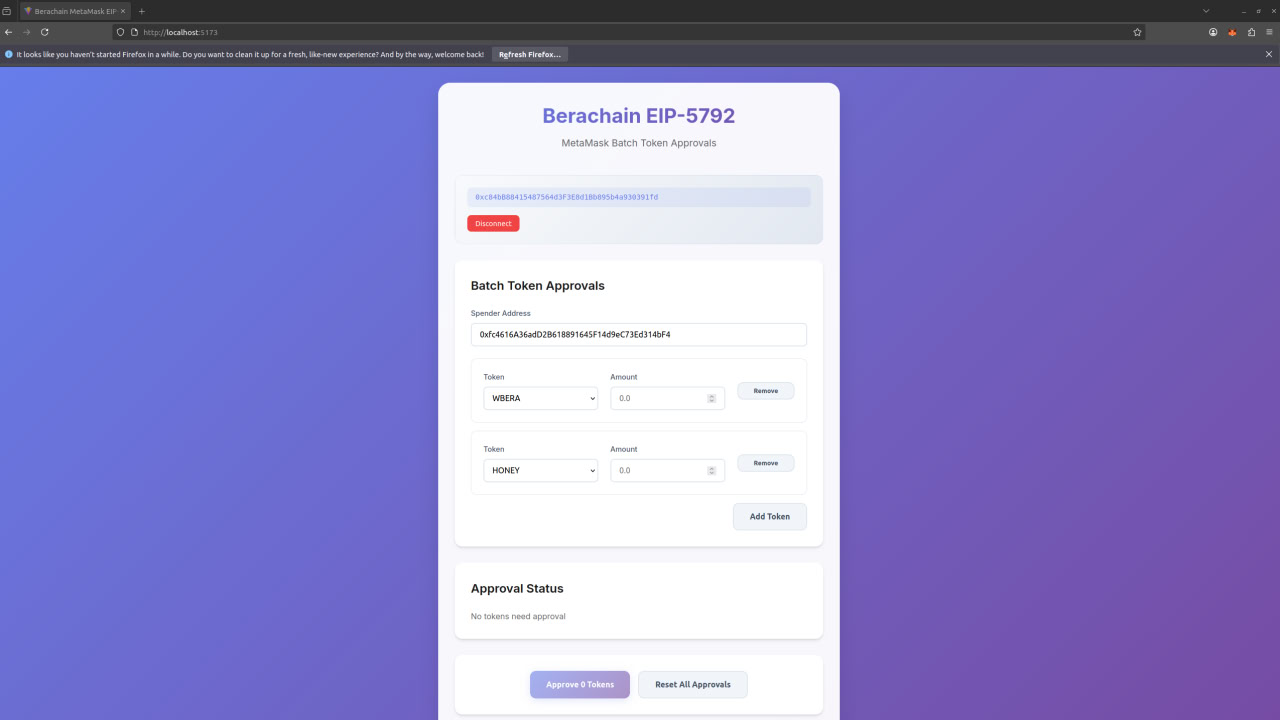 Berachain MetaMask EIP
http://localhost:5173
It looks like you haven't started Firefox in a while. Do you want to clean it up for a fresh, like-new experience? And by the way, welcome back!
Refresh Firefox...
Berachain EIP-5792
MetaMask Batch Token Approvals
0xc84bB88415487564d3F3E8d1Bb895b4a930391fd
Disconnect
Batch Token Approvals
Spender Address
0xfc4616A36adD2B618891645F14d9eC73Ed314bF4
Token Amount
WBERA 0.0 Remove
Token Amount
HONEY 0.0 Remove
Add Token
Approval Status
No tokens need approval
Approve 0 Tokens Reset All Approvals